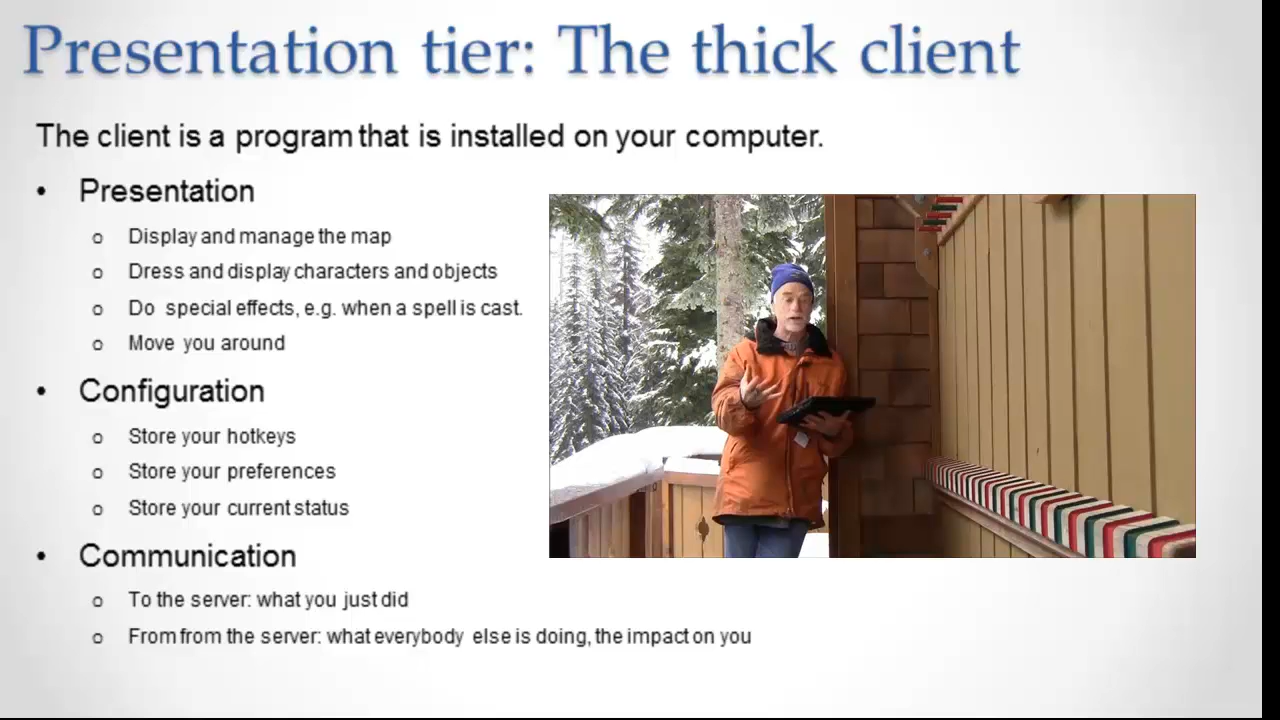 Presentation tier: The thick client
The client is a program that is installed on your computer.
• Presentation
o Display and manage the map
o Dress and display characters and objects
o Do special effects, e.g. when a spell is cast.
o Move you around
• Configuration
o Store your hotkeys
o Store your preferences
o Store your current status
• Communication
o To the server: what you just did
o From from the server: what everybody else is doing, the impact on you